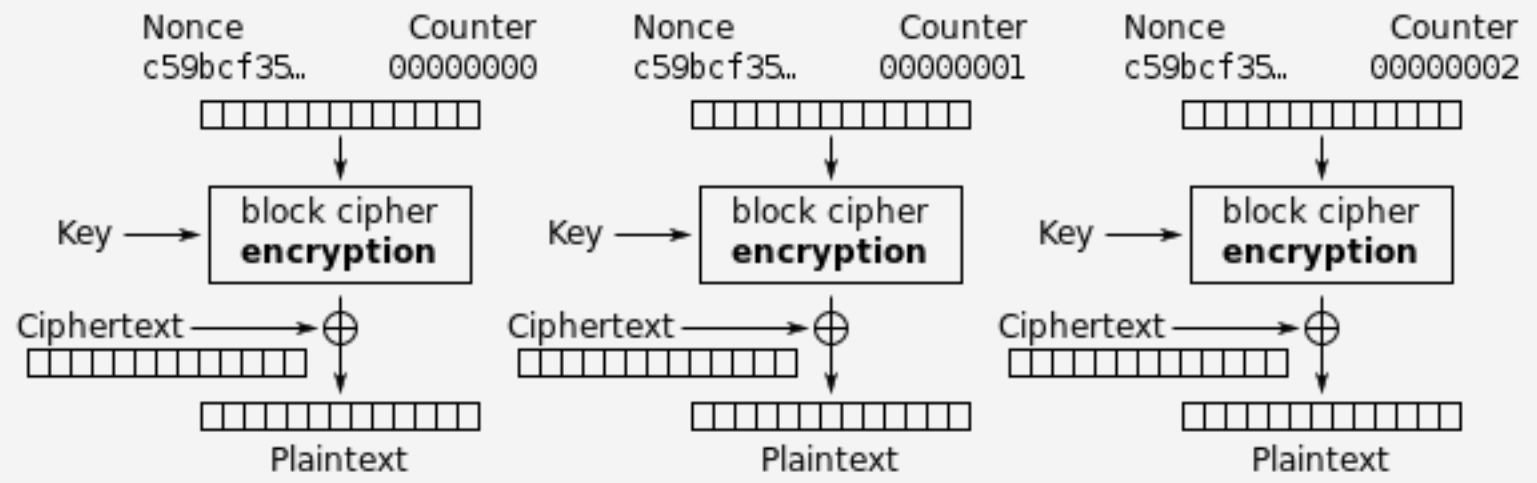 Nonce Counter Nonce Counter Nonce Counter
c59bcf35… 00000000 c59bcf35… 00000001 c59bcf35… 00000002
block cipher block cipher block cipher
Key Key Key
encryption encryption encryption
Ciphertext Ciphertext Ciphertext
Plaintext Plaintext Plaintext